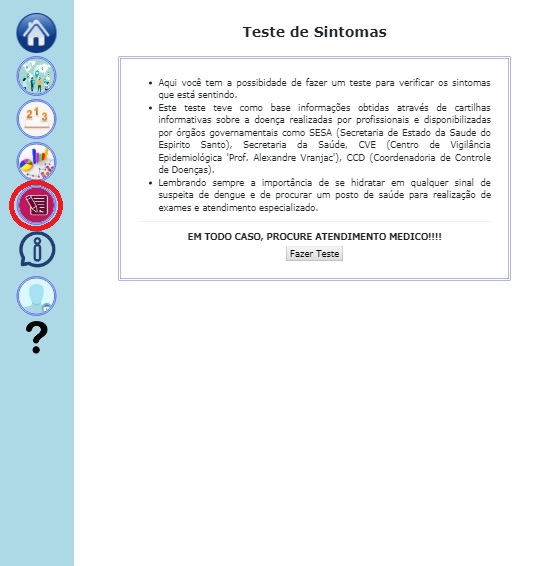 Teste de Sintomas
2 1 3
• Aqui você tem a possibidade de fazer um teste para verificar os sintomas
que está sentindo.
• Este teste teve como base informações obtidas através de cartilhas
informativas sobre a doença realizadas por profissionais e disponibilizadas
por órgãos governamentais como SESA (Secretaria de Estado da Saude do
Espirito Santo), Secretaria da Saúde, CVE (Centro de Vigilância
Epidemiológica 'Prof. Alexandre Vranjac'), CCD (Coordenadoria de Controle
de Doenças).
• Lembrando sempre a importância de se hidratar em qualquer sinal de
suspeita de dengue e de procurar um posto de saúde para realização de
exames e atendimento especializado.
EM TODO CASO, PROCURE ATENDIMENTO MEDICO!!!!
Fazer Teste
?